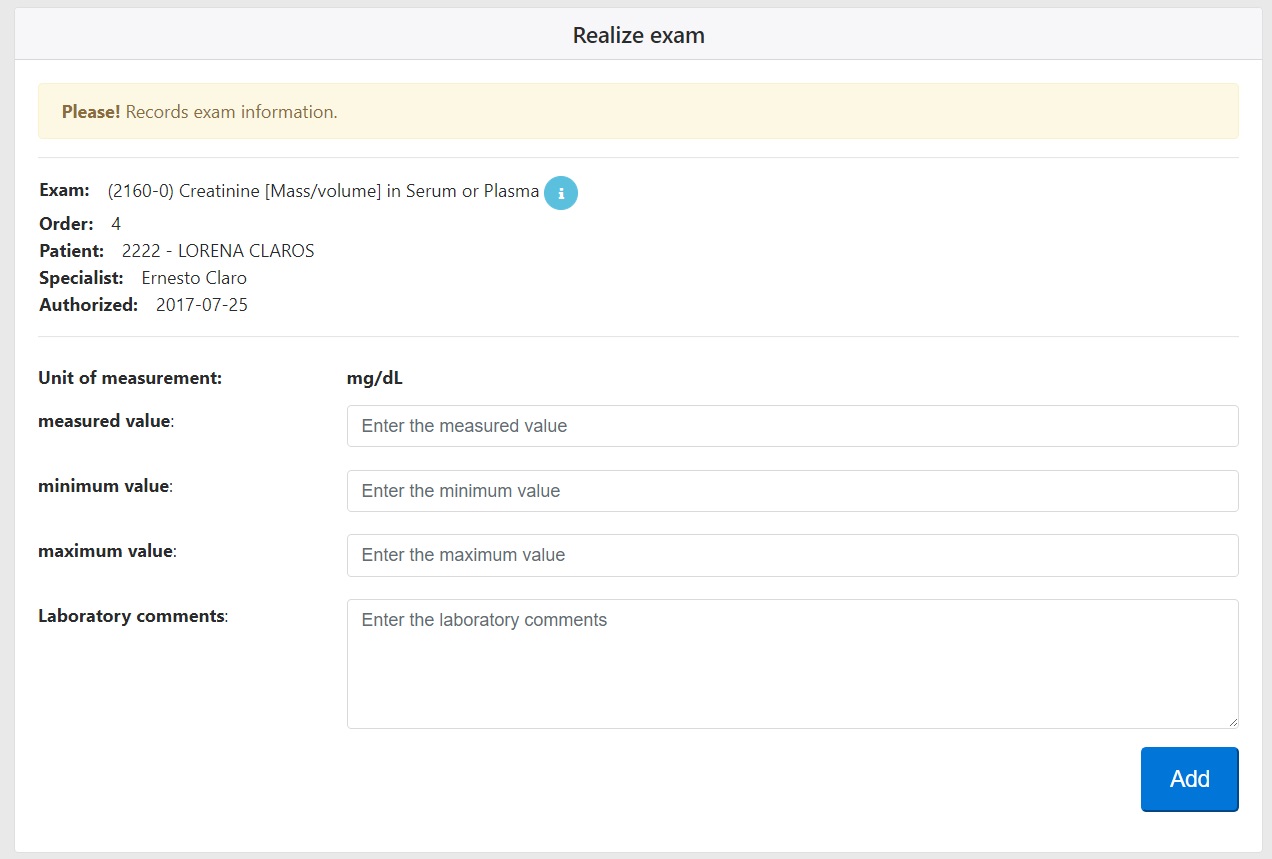 Realize exam
Please! Records exam information.
Exam: (2160-0) Creatinine [Mass/volume] in Serum or Plasma i
Order: 4
Patient: 2222 - LORENA CLAROS
Specialist: Ernesto Claro
Authorized: 2017-07-25
Unit of measurement: mg/dL
measured value: Enter the measured value
minimum value: Enter the minimum value
maximum value: Enter the maximum value
Laboratory comments: Enter the laboratory comments
Add